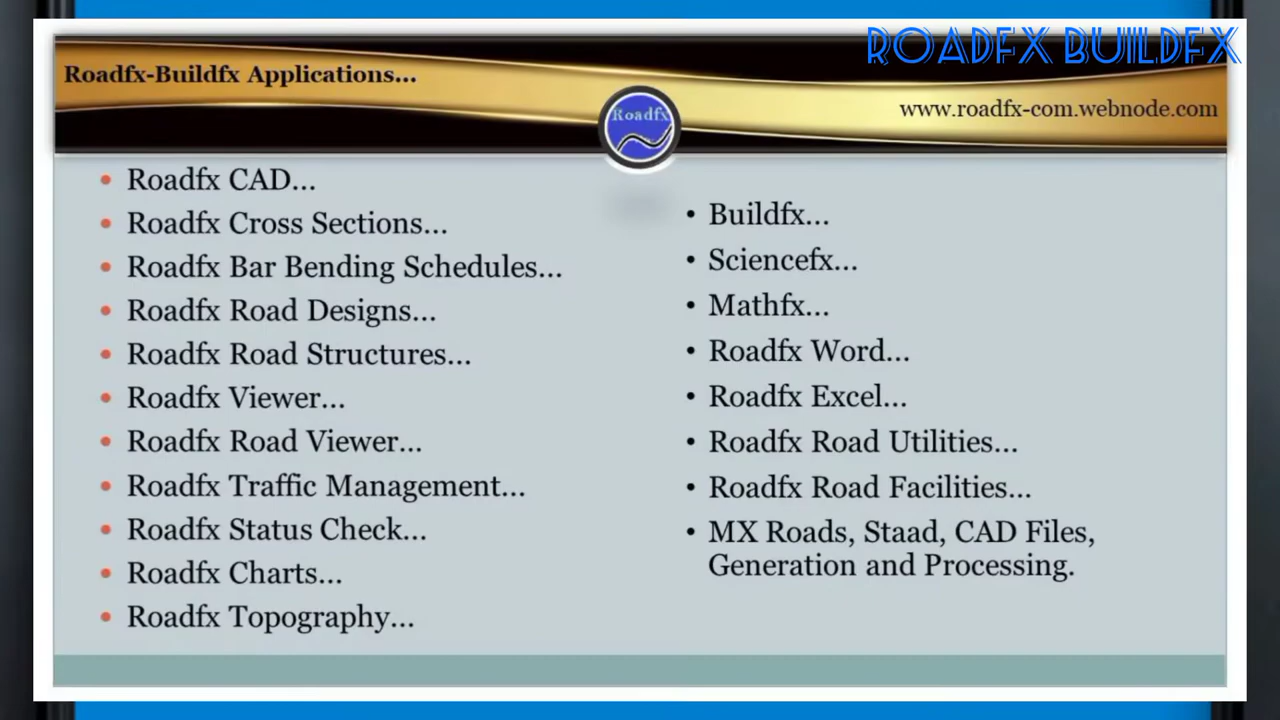 ROADFX BUILDFX
Roadfx-Buildfx Applications...
www.roadfx-com.webnode.com
Roadfx
• Roadfx CAD...
• Roadfx Cross Sections...
• Roadfx Bar Bending Schedules...
• Roadfx Road Designs...
• Roadfx Road Structures...
• Roadfx Viewer...
• Roadfx Road Viewer...
• Roadfx Traffic Management...
• Roadfx Status Check...
• Roadfx Charts...
• Roadfx Topography...
• Buildfx...
• Sciencefx...
• Mathfx...
• Roadfx Word...
• Roadfx Excel...
• Roadfx Road Utilities...
• Roadfx Road Facilities...
• MX Roads, Staad, CAD Files,
Generation and Processing.